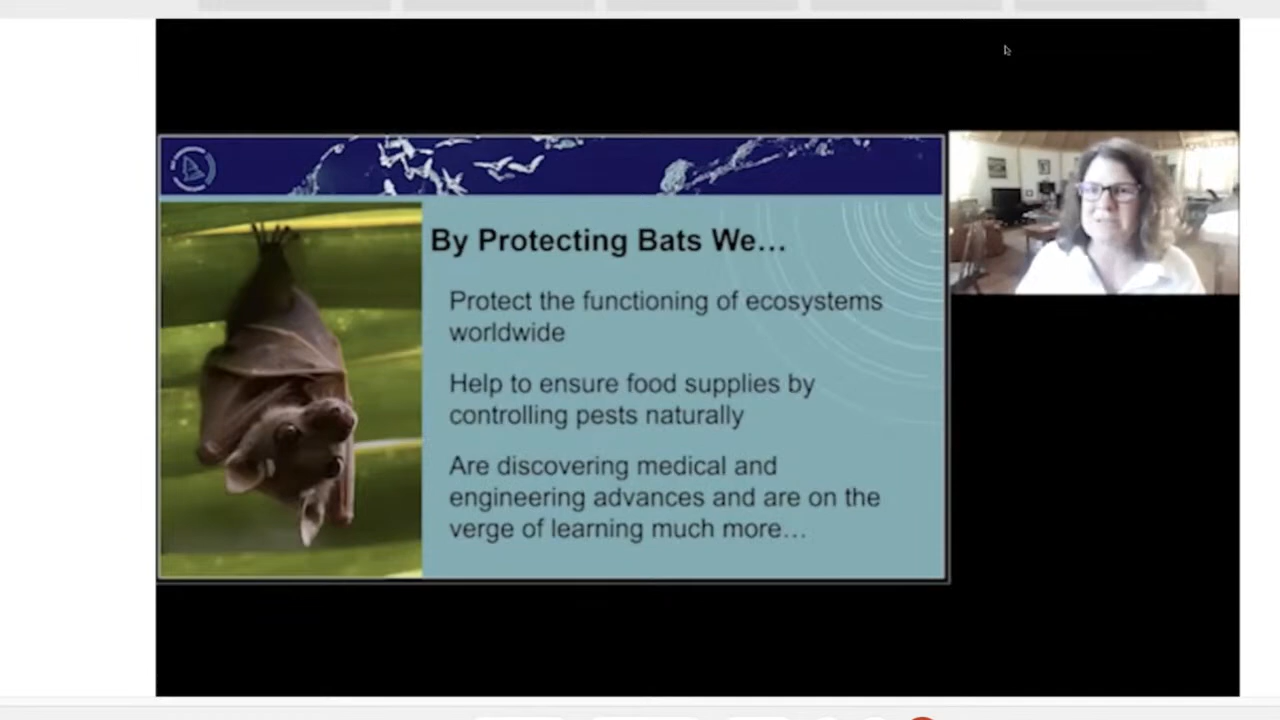 By Protecting Bats We…
Protect the functioning of ecosystems
worldwide
Help to ensure food supplies by
controlling pests naturally
Are discovering medical and
engineering advances and are on the
verge of learning much more…